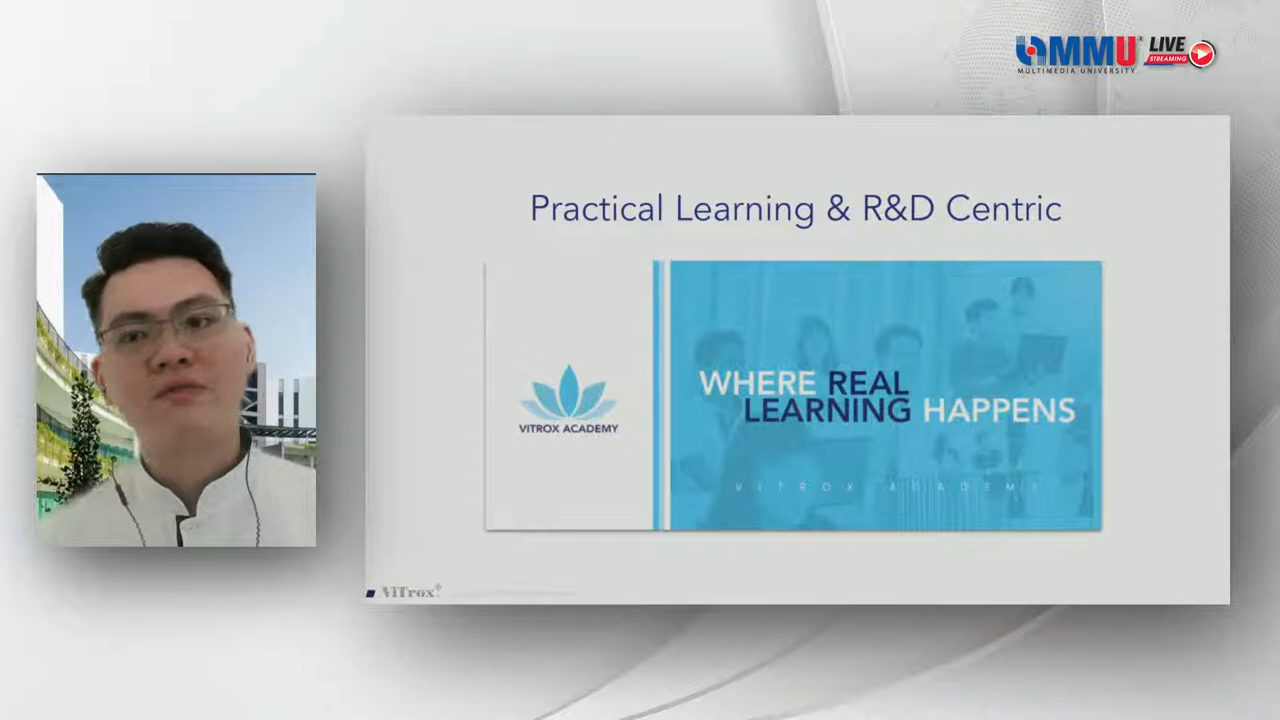 MMU
MULTIMEDIA UNIVERSITY
LIVE
STREAMING
Practical Learning & R&D Centric
WHERE REAL
LEARNING HAPPENS
VITROX ACADEMY
VITROX ACADEMY
ViTrox